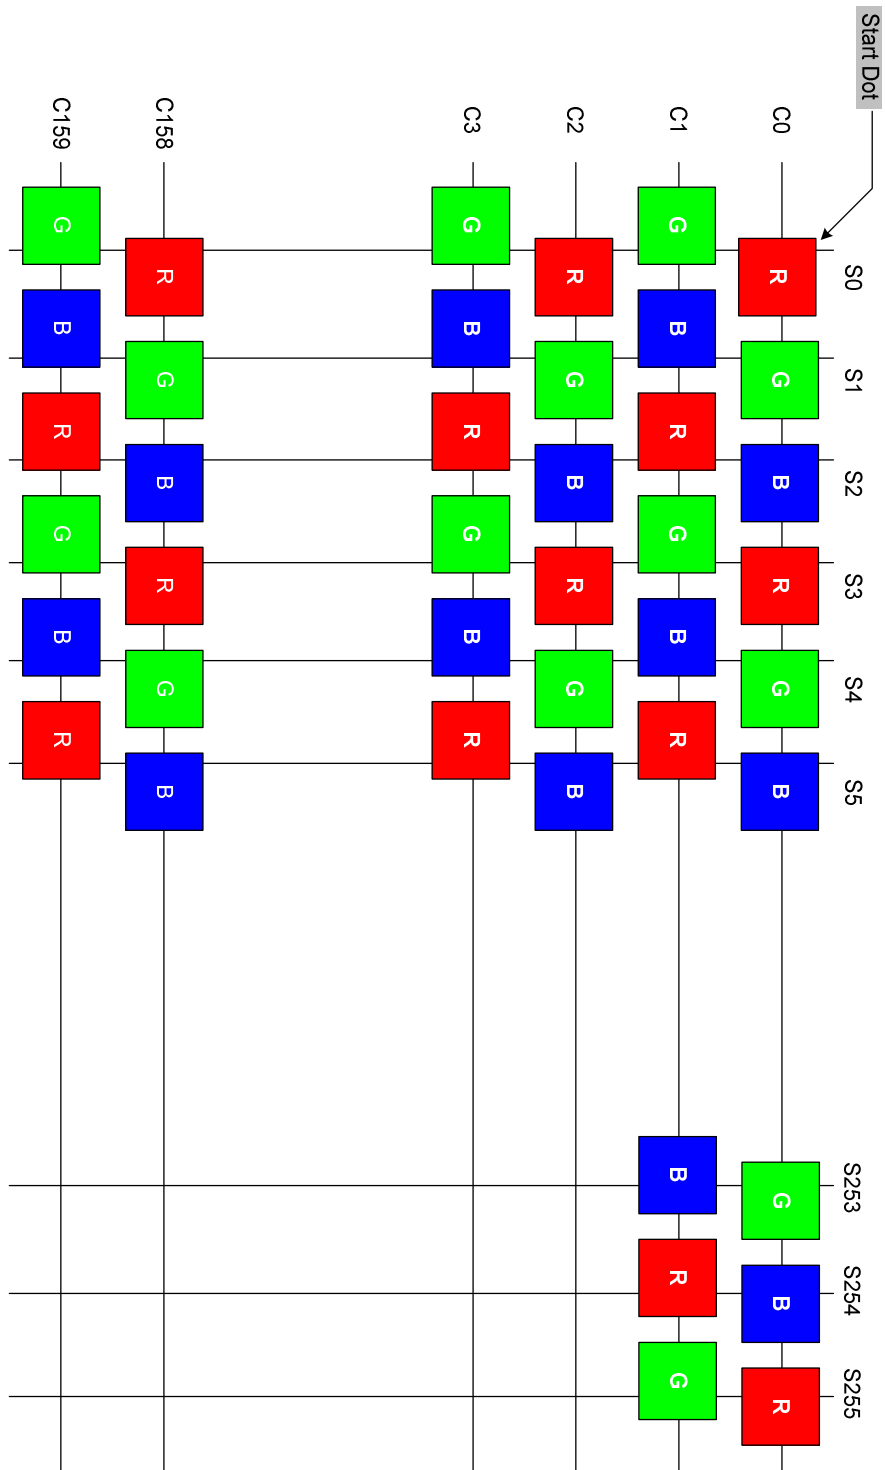 Start Dot
S0 S1 S2 S3 S4 S5 S253 S254 S255
C0 R G B R G B G B R
C1 G B R G B R B R G
C2 R G B R G B
C3 G B R G B R
C158 R G B R G B
C159 G B R G B R